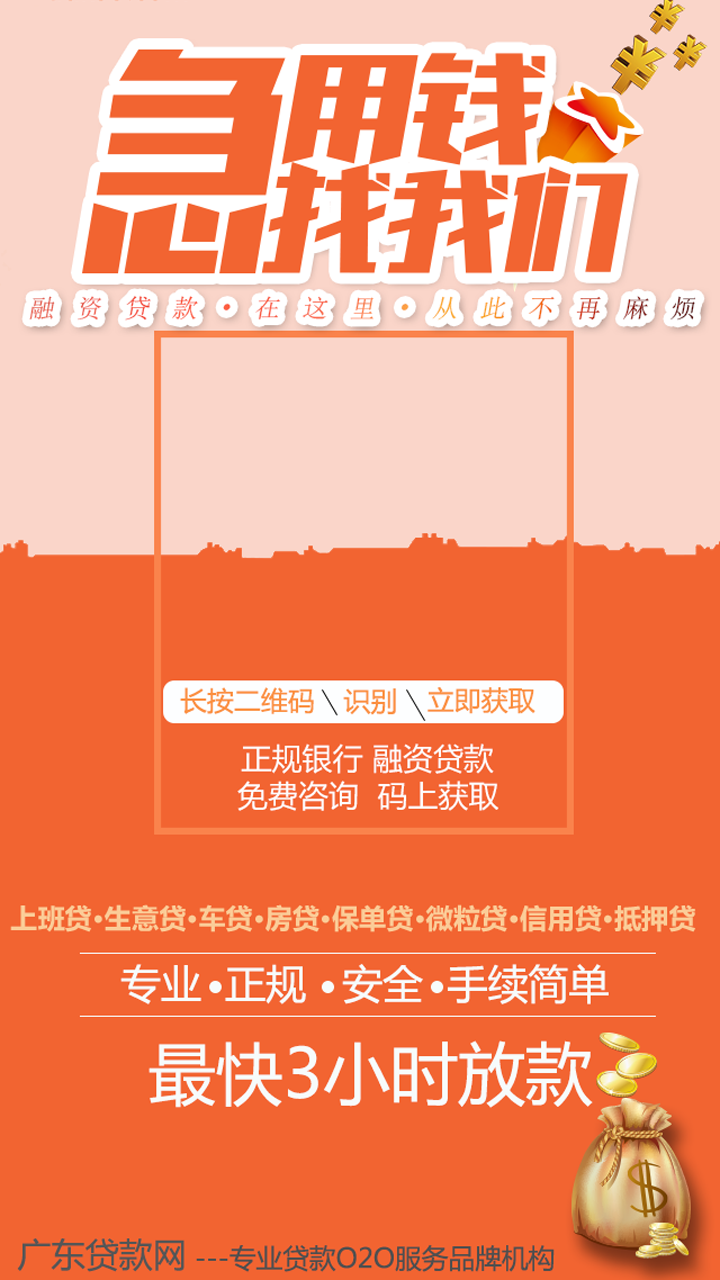 急用钱
找我们
融资贷款·在这里·从此不再麻烦
长按二维码\识别\立即获取
正规银行 融资贷款
免费咨询 码上获取
上班贷·生意贷·车贷·房贷·保单贷·微粒贷·信用贷·抵押贷
专业·正规·安全·手续简单
最快3小时放款
$
广东贷款网 ---专业贷款O2O服务品牌机构